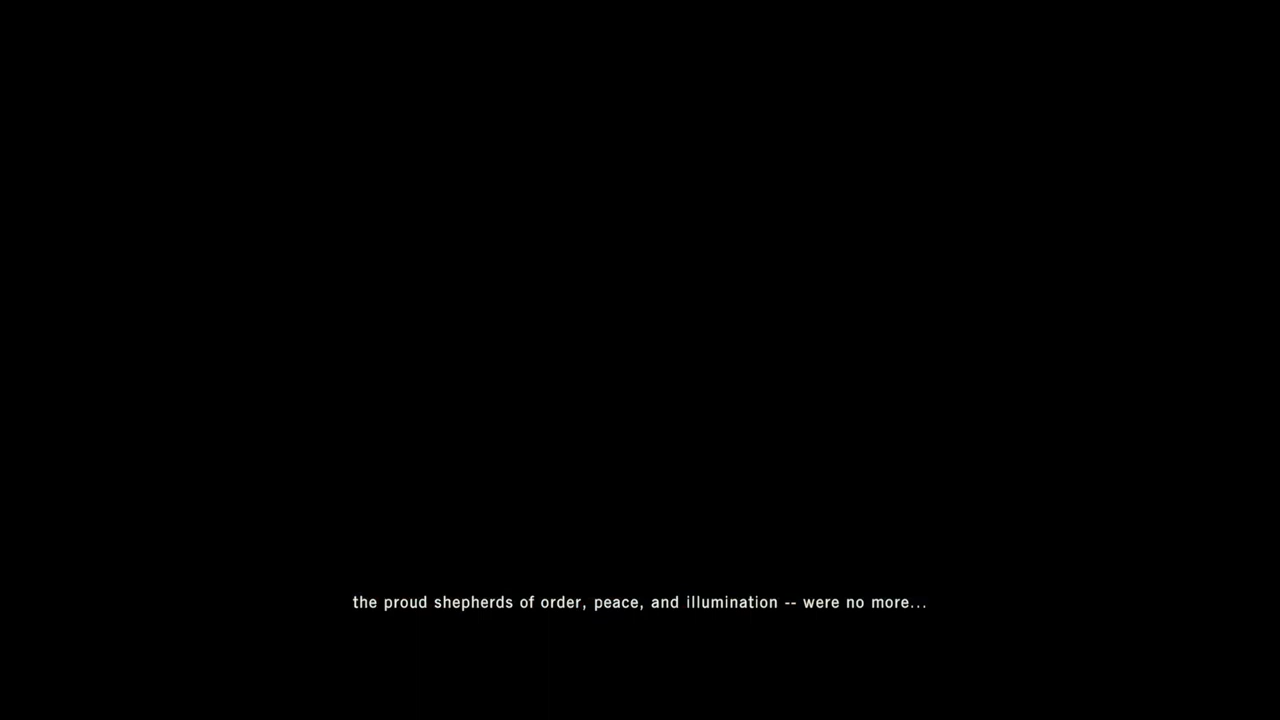 the proud shepherds of order, peace, and illumination -- were no more...